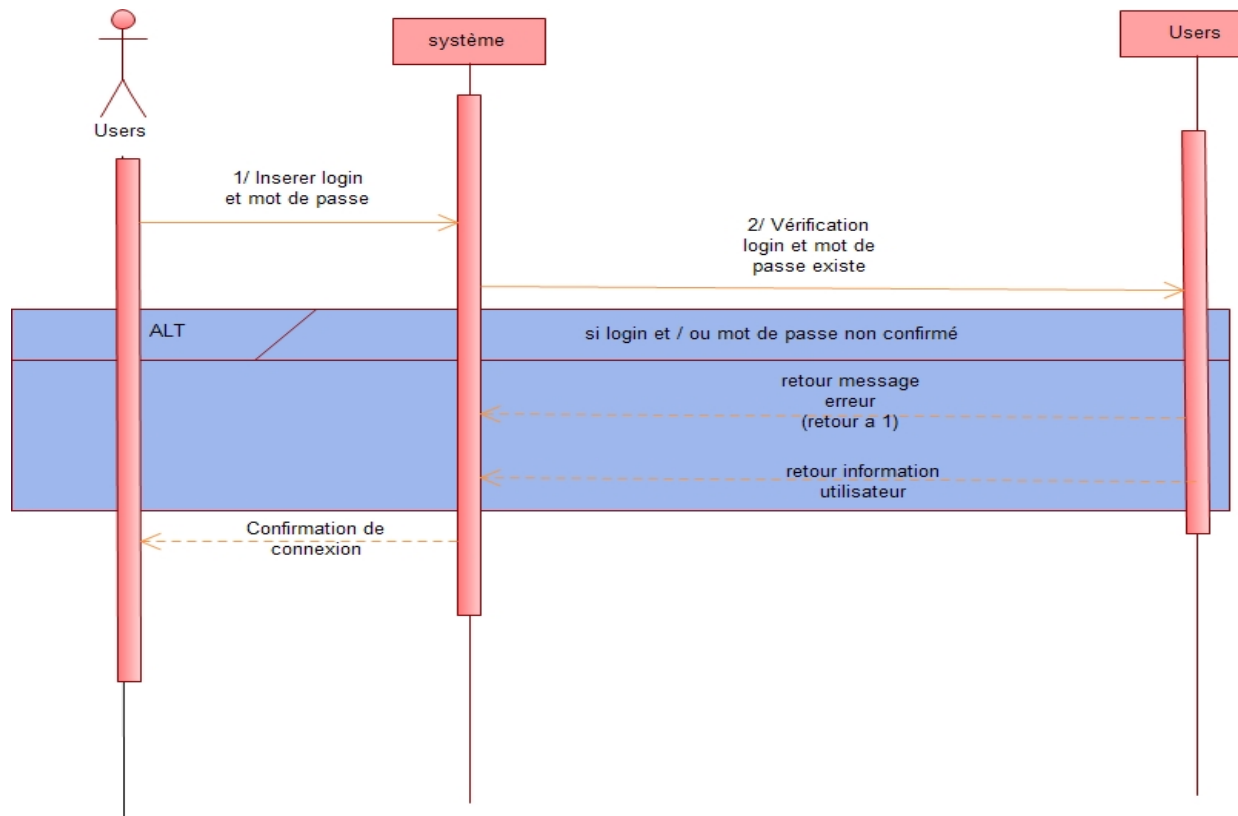 système
Users
Users
1/ Inserer login
et mot de passe
2/ Vérification
login et mot de
passe existe
ALT
si login et / ou mot de passe non confirmé
retour message
erreur
(retour a 1)
retour information
utilisateur
Confirmation de
connexion